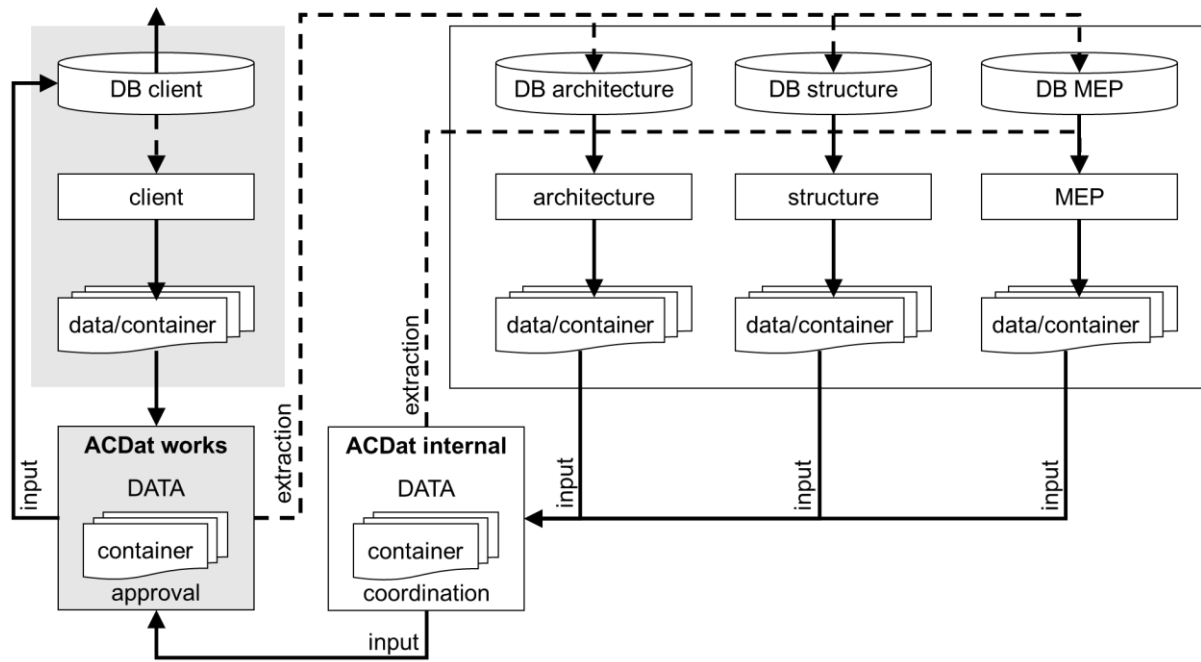 DB client
DB architecture
DB structure
DB MEP
client
architecture
structure
MEP
data/container
data/container
data/container
data/container
extraction
extraction
ACDat works
DATA
container
approval
input
ACDat internal
DATA
container
coordination
input
input
input
input